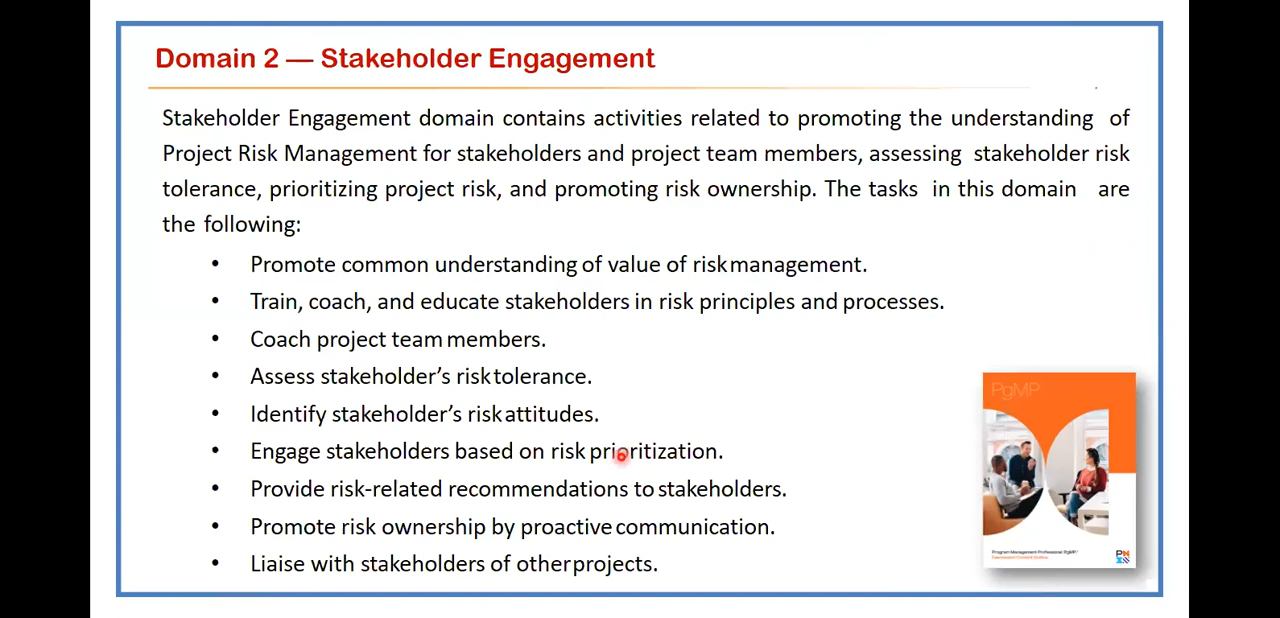 Domain 2 — Stakeholder Engagement
Stakeholder Engagement domain contains activities related to promoting the understanding of
Project Risk Management for stakeholders and project team members, assessing stakeholder risk
tolerance, prioritizing project risk, and promoting risk ownership. The tasks in this domain are
the following:
• Promote common understanding of value of risk management.
• Train, coach, and educate stakeholders in risk principles and processes.
• Coach project team members.
• Assess stakeholder’s risk tolerance.
• Identify stakeholder’s risk attitudes.
• Engage stakeholders based on risk prioritization.
• Provide risk-related recommendations to stakeholders.
• Promote risk ownership by proactive communication.
• Liaise with stakeholders of other projects.
PgMP
Program Management Professional (PgMP)®